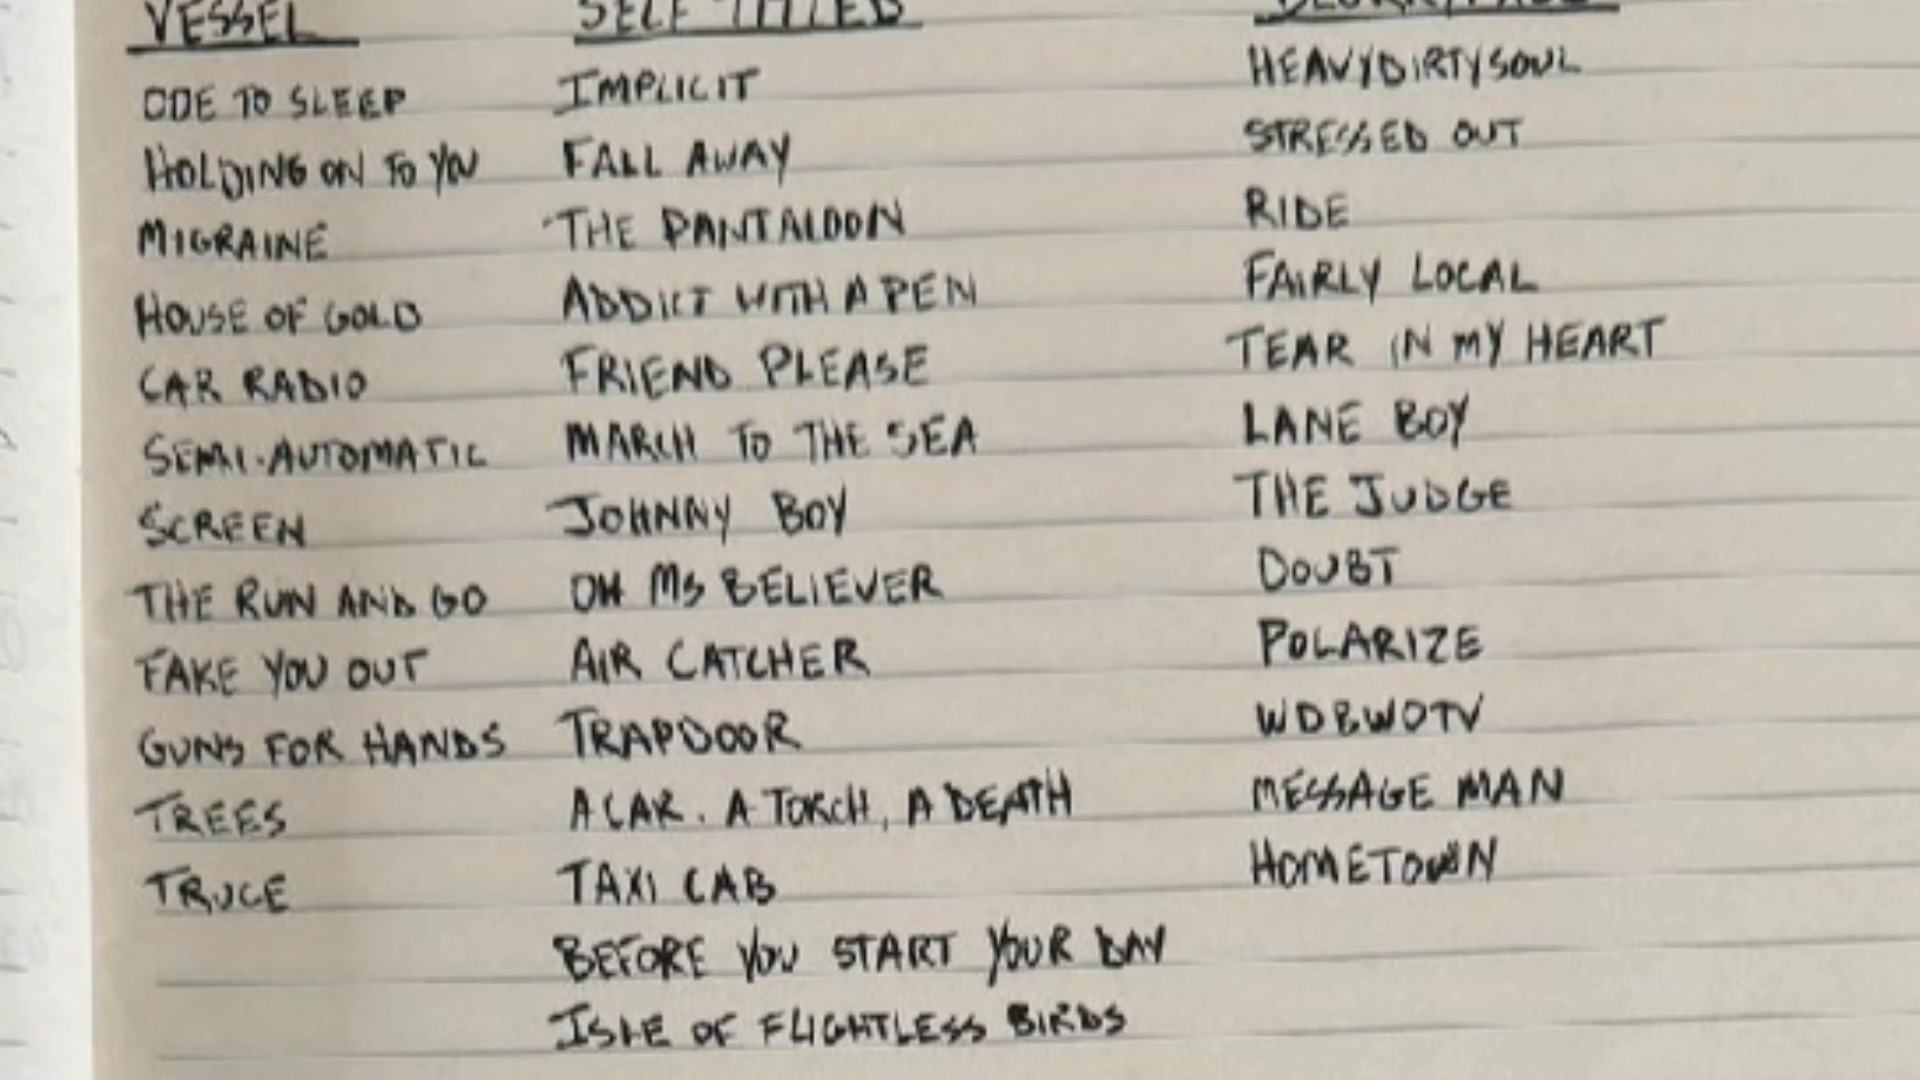 VESSEL
ODE TO SLEEP
HOLDING ON TO YOU
MIGRAINE
HOUSE OF GOLD
CAR RADIO
SEMI-AUTOMATIC
SCREEN
THE RUN AND GO
FAKE YOU OUT
GUNS FOR HANDS
TREES
TRUCE
SELF TITLED
IMPLICIT
FALL AWAY
THE PANTALOON
ADDICT WITH A PEN
FRIEND PLEASE
MARCH TO THE SEA
JOHNNY BOY
OH MS BELIEVER
AIR CATCHER
TRAPDOOR
A CAR, A TORCH, A DEATH
TAXI CAB
BEFORE YOU START YOUR DAY
ISLE OF FLIGHTLESS BIRDS
BLURRYFACE
HEAVYDIRTYSOUL
STRESSED OUT
RIDE
FAIRLY LOCAL
TEAR IN MY HEART
LANE BOY
THE JUDGE
DOUBT
POLARIZE
WDBWOTV
MESSAGE MAN
HOMETOWN